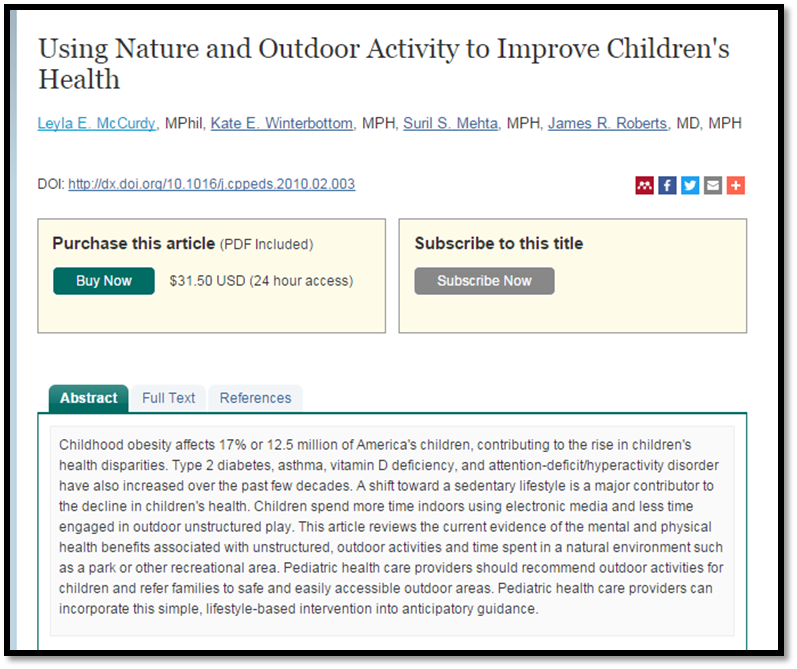 Using Nature and Outdoor Activity to Improve Children's
Health
Leyla E. McCurdy, MPhil, Kate E. Winterbottom, MPH, Suril S. Mehta, MPH, James R. Roberts, MD, MPH
DOI: http://dx.doi.org/10.1016/j.cppeds.2010.02.003
Purchase this article (PDF Included)
Buy Now $31.50 USD (24 hour access)
Subscribe to this title
Subscribe Now
Abstract Full Text References
Childhood obesity affects 17% or 12.5 million of America's children, contributing to the rise in children's
health disparities. Type 2 diabetes, asthma, vitamin D deficiency, and attention-deficit/hyperactivity disorder
have also increased over the past few decades. A shift toward a sedentary lifestyle is a major contributor to
the decline in children's health. Children spend more time indoors using electronic media and less time
engaged in outdoor unstructured play. This article reviews the current evidence of the mental and physical
health benefits associated with unstructured, outdoor activities and time spent in a natural environment such
as a park or other recreational area. Pediatric health care providers should recommend outdoor activities for
children and refer families to safe and easily accessible outdoor areas. Pediatric health care providers can
incorporate this simple, lifestyle-based intervention into anticipatory guidance.